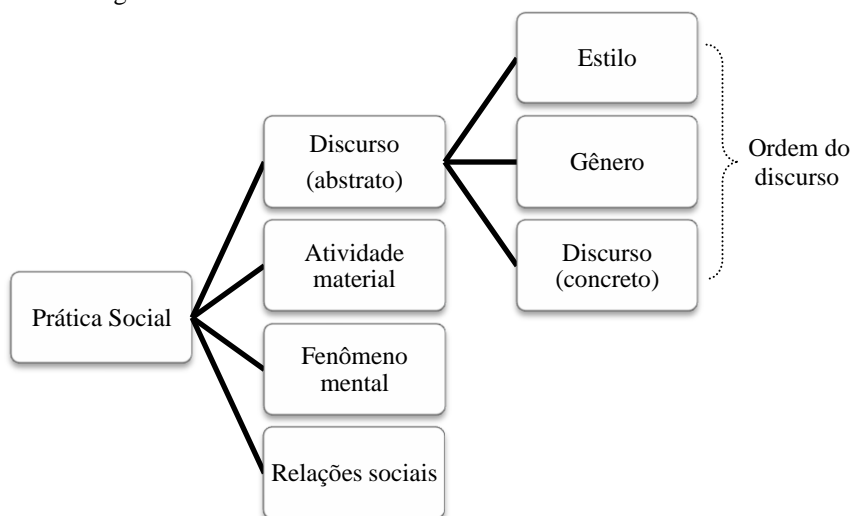 Estilo
Discurso
(abstrato)
Gênero
Ordem do
discurso
Atividade
material
Discurso
(concreto)
Prática Social
Fenômeno
mental
Relações sociais